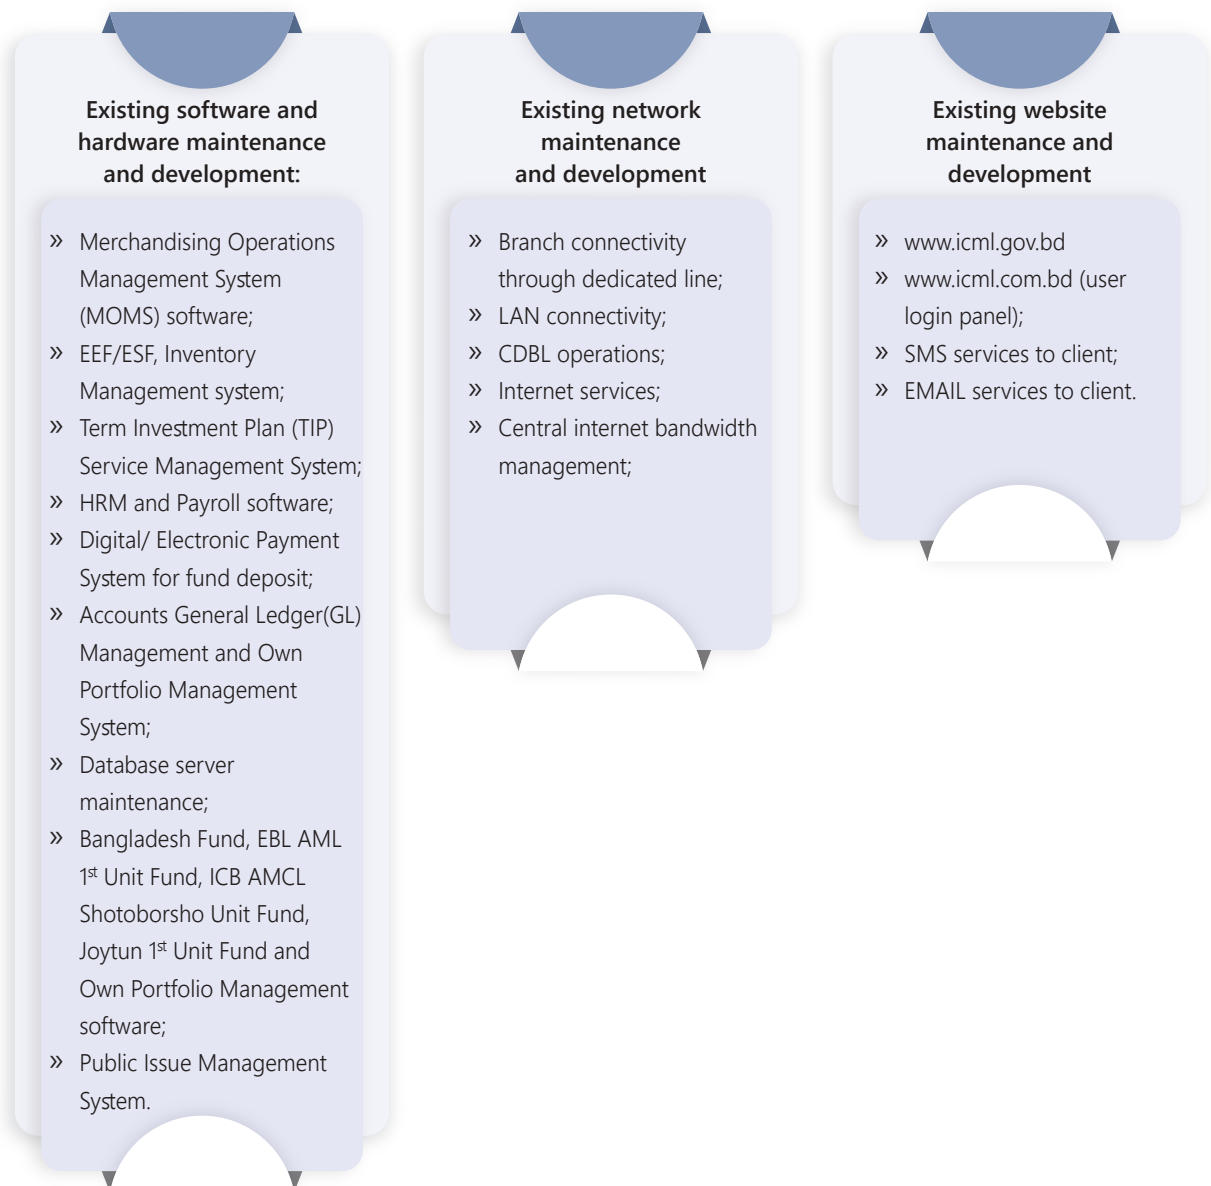 Existing software and
hardware maintenance
and development:
» Merchandising Operations
Management System
(MOMS) software;
» EEF/ESF, Inventory
Management system;
» Term Investment Plan (TIP)
Service Management System;
» HRM and Payroll software;
» Digital/ Electronic Payment
System for fund deposit;
» Accounts General Ledger(GL)
Management and Own
Portfolio Management
System;
» Database server
maintenance;
» Bangladesh Fund, EBL AML
1st Unit Fund, ICB AMCL
Shotoborsho Unit Fund,
Joytun 1st Unit Fund and
Own Portfolio Management
software;
» Public Issue Management
System.
Existing network
maintenance
and development
» Branch connectivity
through dedicated line;
» LAN connectivity;
» CDBL operations;
» Internet services;
» Central internet bandwidth
management;
Existing website
maintenance and
development
» www.icml.gov.bd
» www.icml.com.bd (user
login panel);
» SMS services to client;
» EMAIL services to client.